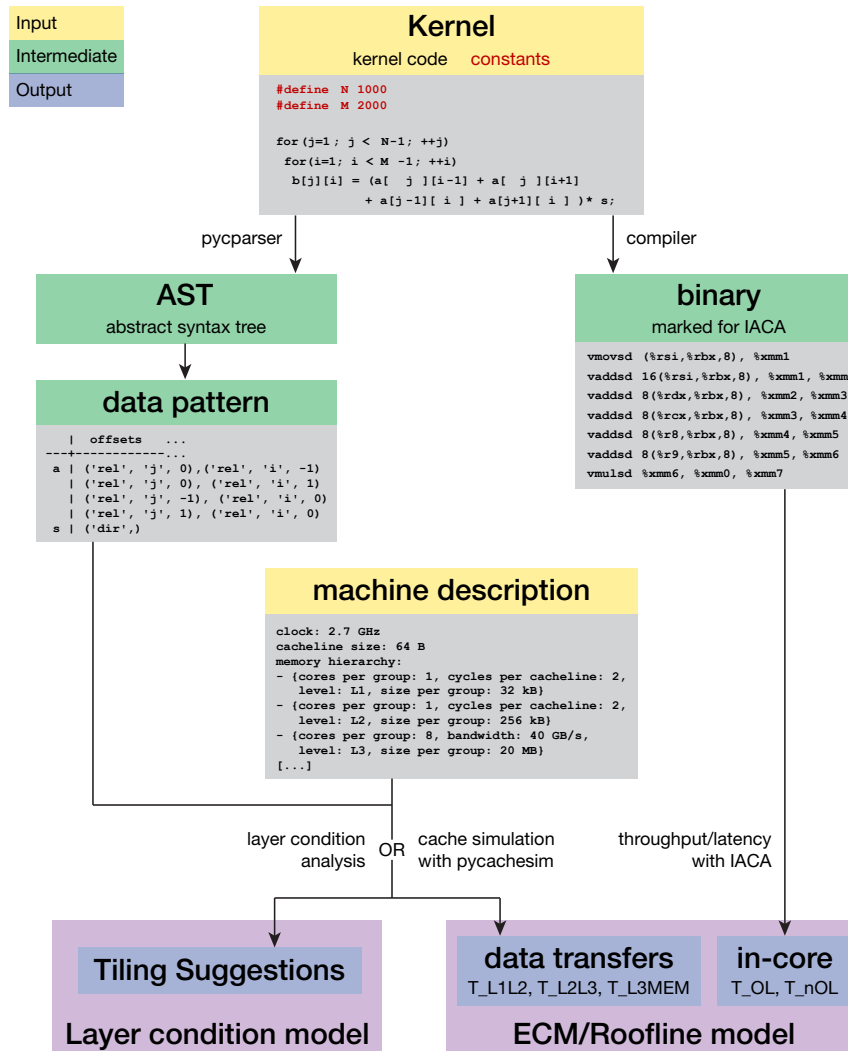 Input
Intermediate
Output
Kernel
kernel code constants
#define N 1000
#define M 2000
for(j=1; j < N-1; ++j)
for(i=1; i < M -1; ++i)
b[j][i] = (a[ j ][i-1] + a[ j ][i+1]
+ a[j-1][ i ] + a[j+1][ i ] )* s;
pycparser
compiler
AST
abstract syntax tree
binary
marked for IACA
vmovsd (%rsi,%rbx,8), %xmm1
vaddsd 16(%rsi,%rbx,8), %xmm1, %xmm
vaddsd 8(%rdx,%rbx,8), %xmm2, %xmm3
vaddsd 8(%rcx,%rbx,8), %xmm3, %xmm4
vaddsd 8(%r8,%rbx,8), %xmm4, %xmm5
vaddsd 8(%r9,%rbx,8), %xmm5, %xmm6
vmulsd %xmm6, %xmm0, %xmm7
data pattern
| offsets ...
---+------------...
a | ('rel', 'j', 0),('rel', 'i', -1)
| ('rel', 'j', 0), ('rel', 'i', 1)
| ('rel', 'j', -1), ('rel', 'i', 0)
| ('rel', 'j', 1), ('rel', 'i', 0)
s | ('dir',)
machine description
clock: 2.7 GHz
cacheline size: 64 B
memory hierarchy:
- {cores per group: 1, cycles per cacheline: 2,
level: L1, size per group: 32 kB}
- {cores per group: 1, cycles per cacheline: 2,
level: L2, size per group: 256 kB}
- {cores per group: 8, bandwidth: 40 GB/s,
level: L3, size per group: 20 MB}
[...]
layer condition
analysis
OR
cache simulation
with pycachesim
throughput/latency
with IACA
Tiling Suggestions
Layer condition model
data transfers
T_L1L2, T_L2L3, T_L3MEM
in-core
T_OL, T_nOL
ECM/Roofline model